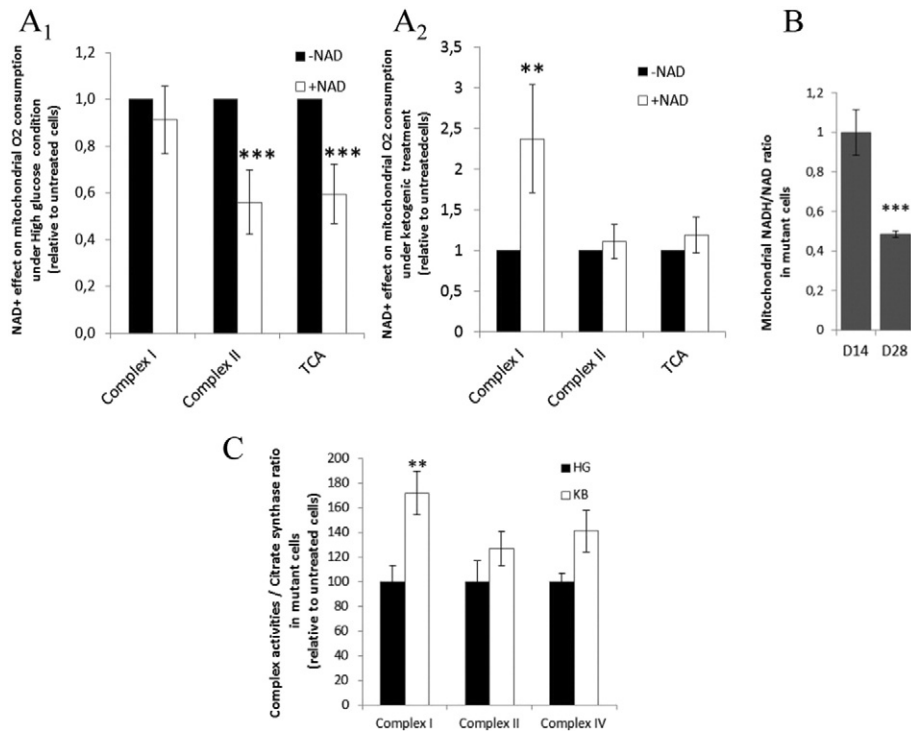 A1
NAD+ effect on mitochondrial O2 consumption
under High glucose condition
(relative to untreated cells)
1,2
1,0
0,8
0,6
0,4
0,2
0,0
-NAD
+NAD
***
***
Complex I
Complex II
TCA
A2
NAD+ effect on mitochondrial O2 consumption
under ketogenic treatment
(relative to untreatedcells)
3,5
3
2,5
2
1,5
1
0,5
0
**
-NAD
+NAD
Complex I
Complex II
TCA
B
Mitochondrial NADH/NAD ratio
in mutant cells
1,2
1
0,8
0,6
0,4
0,2
0
***
D14
D28
C
Complex activities / Citrate synthase ratio
in mutant cells
(relative to untreated cells)
200
180
160
140
120
100
80
60
40
20
0
**
HG
KB
Complex I
Complex II
Complex IV